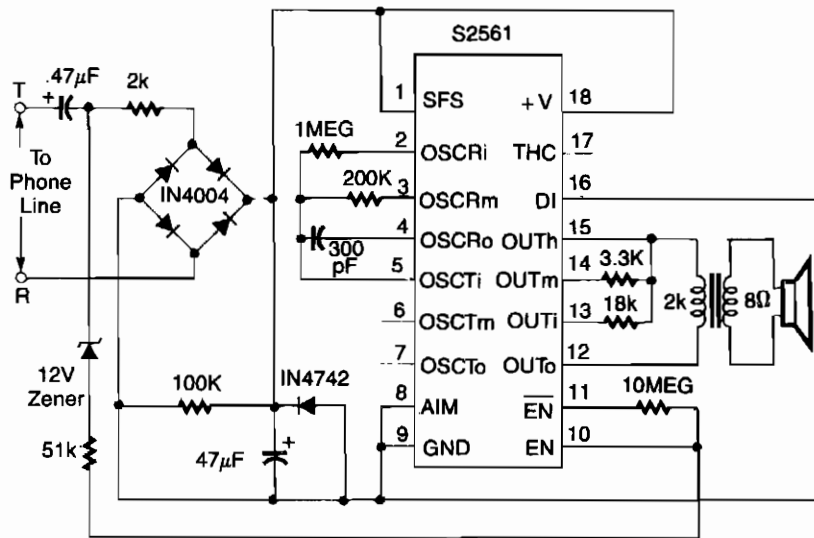 S2561
.47μF
+
2k
T
To
Phone
Line
R
IN4004
12V
Zener
51k
100K
IN4742
47μF
+
1MEG
200K
300
pF
1 SFS
2 OSCRi
3 OSCRm
4 OSCRo
5 OSCTi
6 OSCTm
7 OSCTo
8 AIM
9 GND
+V 18
THC 17
DI 16
OUTh 15
OUTm 14
OUTi 13
OUTo 12
EN 11
EN 10
3.3K
18k
2k
8Ω
10MEG